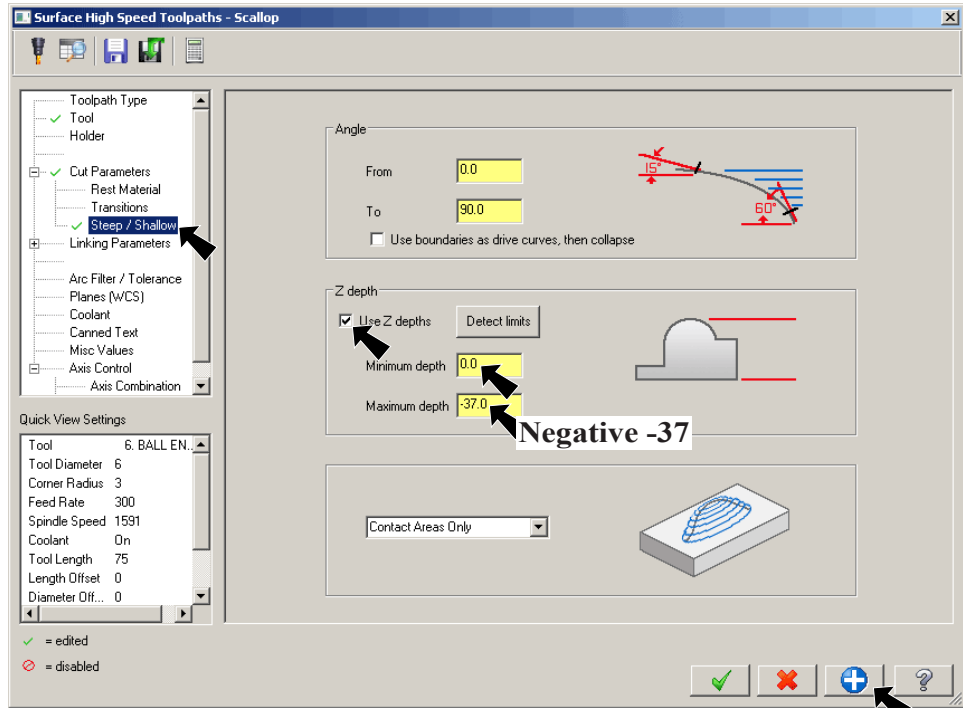 Surface High Speed Toolpaths - Scallop
Toolpath Type
Tool
Holder
Cut Parameters
Rest Material
Transitions
Steep / Shallow
Linking Parameters
Arc Filter / Tolerance
Planes (WCS)
Coolant
Canned Text
Misc Values
Axis Control
Axis Combination
Quick View Settings
Tool 6. BALL EN...
Tool Diameter 6
Corner Radius 3
Feed Rate 300
Spindle Speed 1591
Coolant On
Tool Length 75
Length Offset 0
Diameter Off... 0
= edited
= disabled
Angle
From 0.0
To 90.0
Use boundaries as drive curves, then collapse
15°
60°
Z depth
Use Z depths Detect limits
Minimum depth 0.0
Maximum depth -37.0
Negative -37
Contact Areas Only